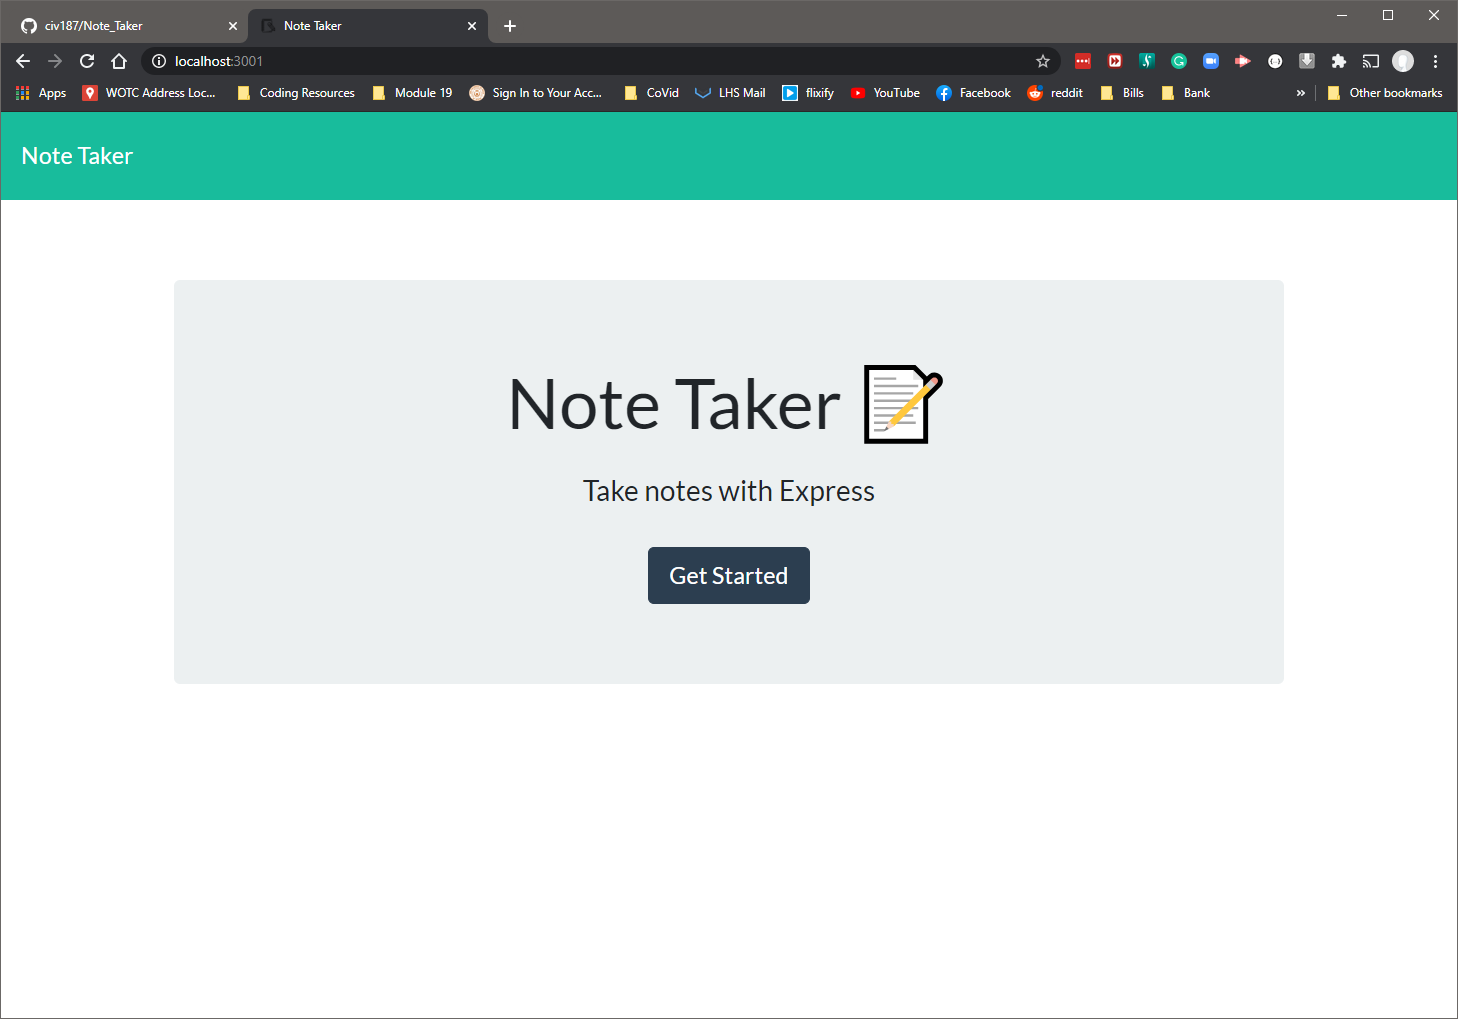 civ187/Note_Taker
Note Taker
localhost:3001
Apps
WOTC Address Loc...
Coding Resources
Module 19
Sign In to Your Acc...
CoVid
LHS Mail
flixify
YouTube
Facebook
reddit
Bills
Bank
»
Other bookmarks
Note Taker
Note Taker
Take notes with Express
Get Started